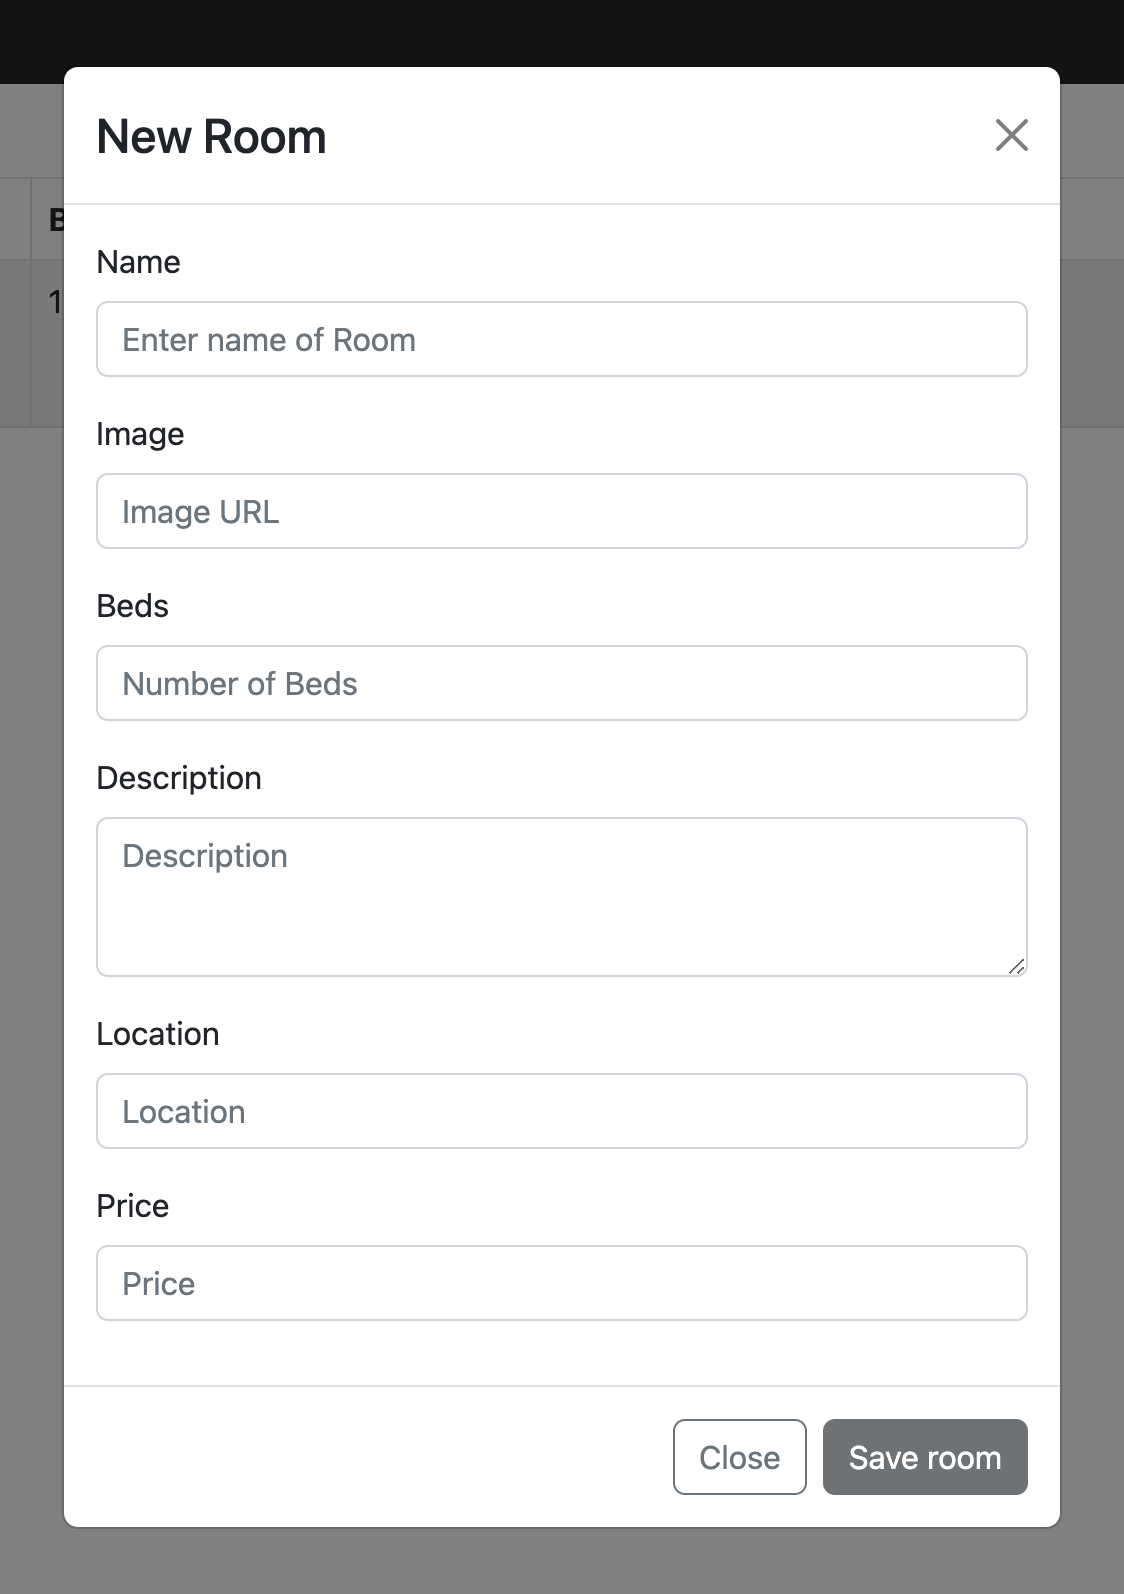 New Room
B
1
Name
Enter name of Room
Image
Image URL
Beds
Number of Beds
Description
Description
Location
Location
Price
Price
Close Save room